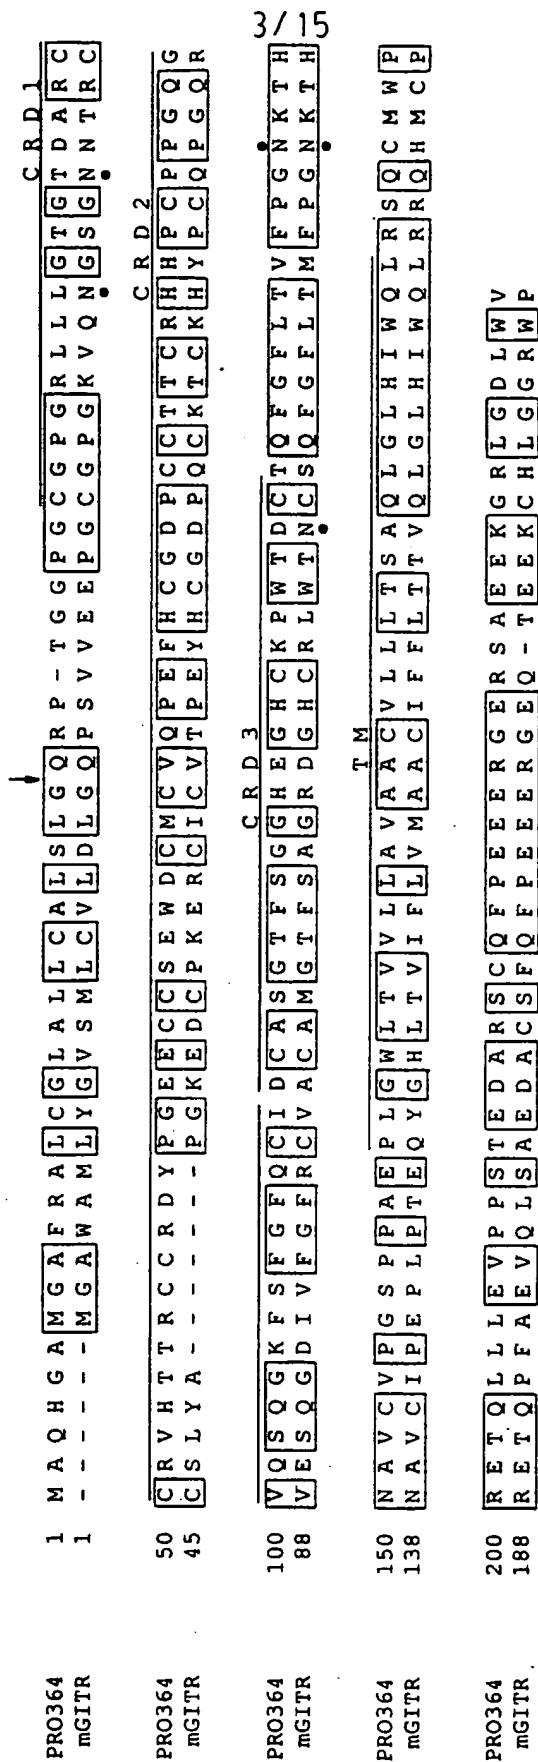 3/15
CRD1
PRO364 1 M A Q H G A M G A F R A L C G L A L L C A L S L G Q R P - T G G P G C G P G R L L L G T G T D A R C
mGITR 1 - - - - - - M G A W A M L Y G V S M L C V L D L G Q P S V V E E P G C G P G K V Q N G S G N N T R C
CRD2
PRO364 50 C R V H T T R C C R D Y P G E E C C S E W D C M C V Q P E F H C G D P C C T T C R H H P C P P G Q G
mGITR 45 C S L Y A - - - - - - - P G K E D C P K E R C I C V T P E Y H C G D P Q C K T C K H Y P C Q P G Q R
CRD3
PRO364 100 V Q S Q G K F S F G F Q C I D C A S G T F S G G H E G H C K P W T D C T Q F G F L T V F P G N K T H
mGITR 88 V E S Q G D I V F G F R C V A C A M G T F S A G R D G H C R L W T N C S Q F G F L T M F P G N K T H
TM
PRO364 150 N A V C V P G S P P A E P L G W L T V V L L A V A A C V L L L T S A Q L G L H I W Q L R S Q C M W P
mGITR 138 N A V C I P E P L P T E Q Y G H L T V I F L V M A A C I F F L T T V Q L G L H I W Q L R R Q H M C P
PRO364 200 R E T Q L L L E V P P S T E D A R S C Q F P E E E R G E R S A E E K G R L G D L W V
mGITR 188 R E T Q P F A E V Q L S A E D A C S F Q F P E E E R G E Q - T E E K C H L G G R W P